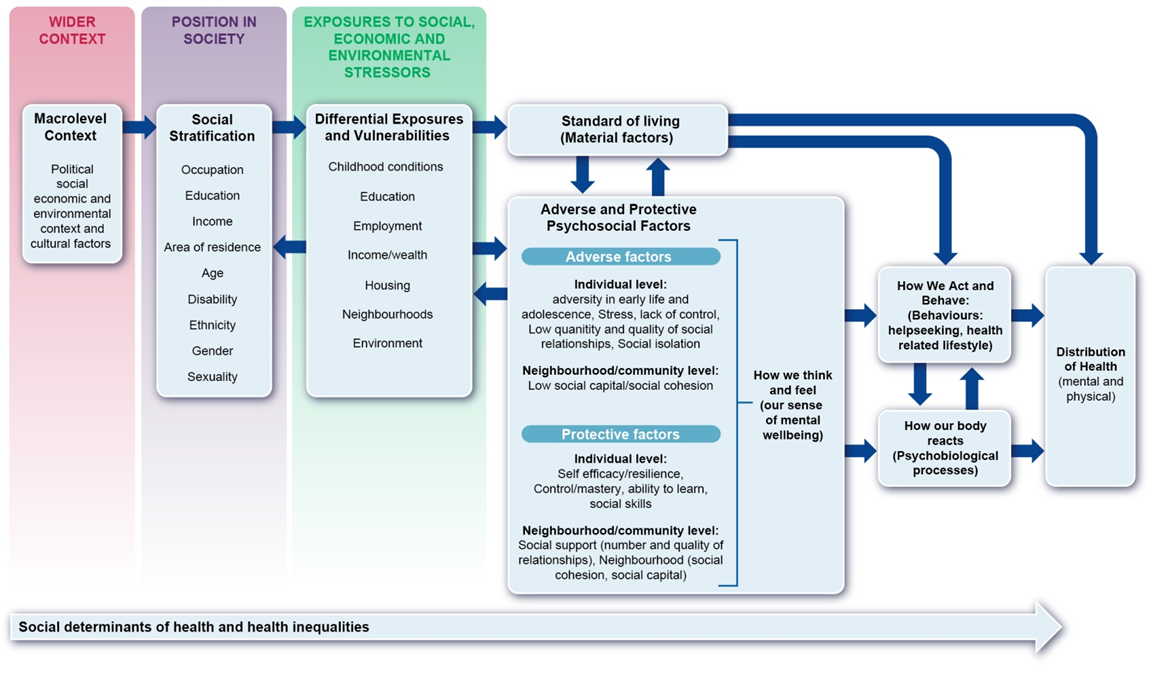 WIDER
CONTEXT
POSITION IN
SOCIETY
EXPOSURES TO SOCIAL,
ECONOMIC AND
ENVIRONMENTAL
STRESSORS
Macrolevel
Context
Political
social
economic and
environmental
context and
cultural factors
Social
Stratification
Occupation
Education
Income
Area of residence
Age
Disability
Ethnicity
Gender
Sexuality
Differential Exposures
and Vulnerabilities
Childhood conditions
Education
Employment
Income/wealth
Housing
Neighbourhoods
Environment
Standard of living
(Material factors)
Adverse and Protective
Psychosocial Factors
Adverse factors
Individual level:
adversity in early life and
adolescence, Stress, lack of control,
Low quanitity and quality of social
relationships, Social isolation
Neighbourhood/community level:
Low social capital/social cohesion
Protective factors
Individual level:
Self efficacy/resilience,
Control/mastery, ability to learn,
social skills
Neighbourhood/community level:
Social support (number and quality of
relationships), Neighbourhood (social
cohesion, social capital)
How we think
and feel
(our sense
of mental
wellbeing)
How We Act and
Behave:
(Behaviours:
helpseeking, health
related lifestyle)
How our body
reacts
(Psychobiological
processes)
Distribution
of Health
(mental and
physical)
Social determinants of health and health inequalities